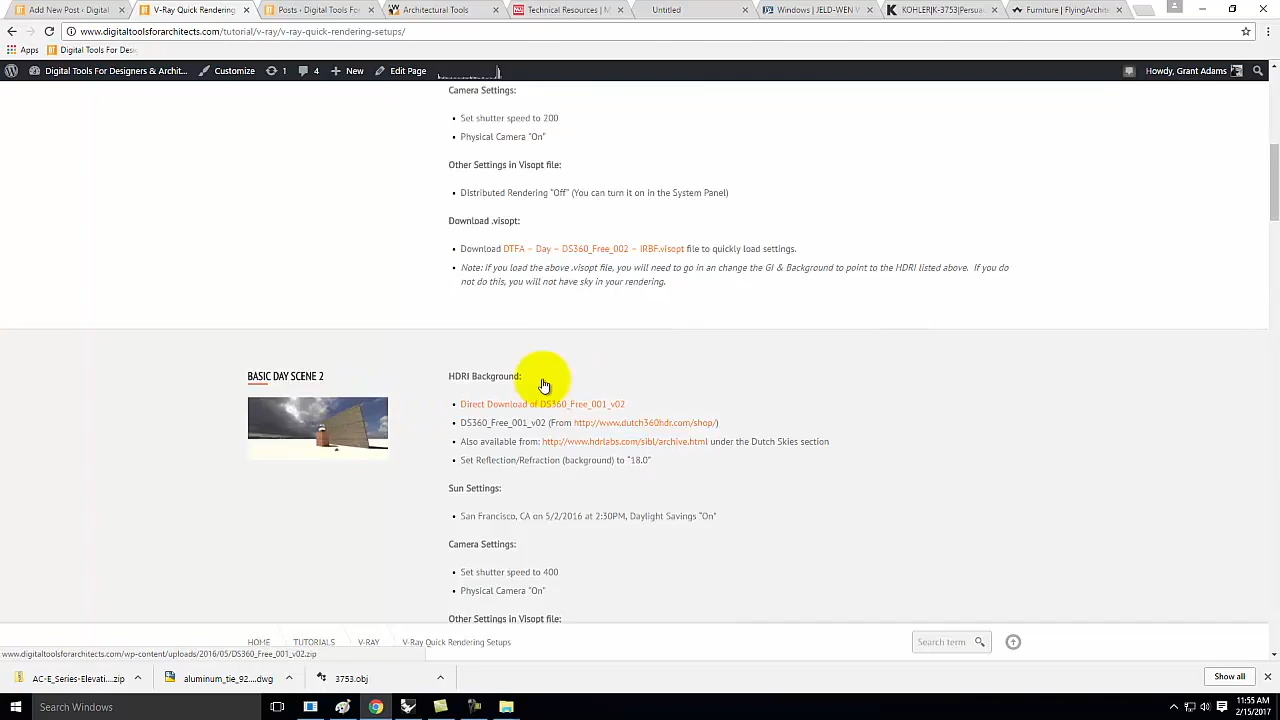 Add New Post ‹ Digital
V-Ray Quick Rendering
Posts ‹ Digital Tools For
Architectural Tools
Technical Resources | M
Untitled
Windows | JELD-WEN W
KOHLER|K-3753|Persuad
Furniture | FlyingArchite
www.digitaltoolsforarchitects.com/tutorial/v-ray/v-ray-quick-rendering-setups/
Apps
Digital Tools For Des
Digital Tools For Designers & Archit...
Customize
1
4
New
Edit Page
Howdy, Grant Adams
Camera Settings:
Set shutter speed to 200
Physical Camera "On"
Other Settings in Visopt file:
Distributed Rendering "Off" (You can turn it on in the System Panel)
Download .visopt:
Download DTFA – Day – DS360_Free_002 – IRBF.visopt file to quickly load settings.
Note: if you load the above .visopt file, you will need to go in an change the GI & Background to point to the HDRI listed above. If you do
not do this, you will not have sky in your rendering.
BASIC DAY SCENE 2
HDRI Background:
Direct Download of DS360_Free_001_v02
DS360_Free_001_v02 (From http://www.dutch360hdr.com/shop/)
Also available from: http://www.hdrlabs.com/sibl/archive.html under the Dutch Skies section
Set Reflection/Refraction (background) to "18.0"
Sun Settings:
San Francisco, CA on 5/2/2016 at 2:30PM, Daylight Savings "On"
Camera Settings:
Set shutter speed to 400
Physical Camera "On"
Other Settings in Visopt file:
HOME
TUTORIALS
V-RAY
V-Ray Quick Rendering Setups
Search term
www.digitaltoolsforarchitects.com/wp-content/uploads/2016/05/DS360_Free_001_v02.zip
AC-E_Series-Elevati....zip
aluminum_tie_92....dwg
3753.obj
Show all
Search Windows
11:55 AM
2/15/2017